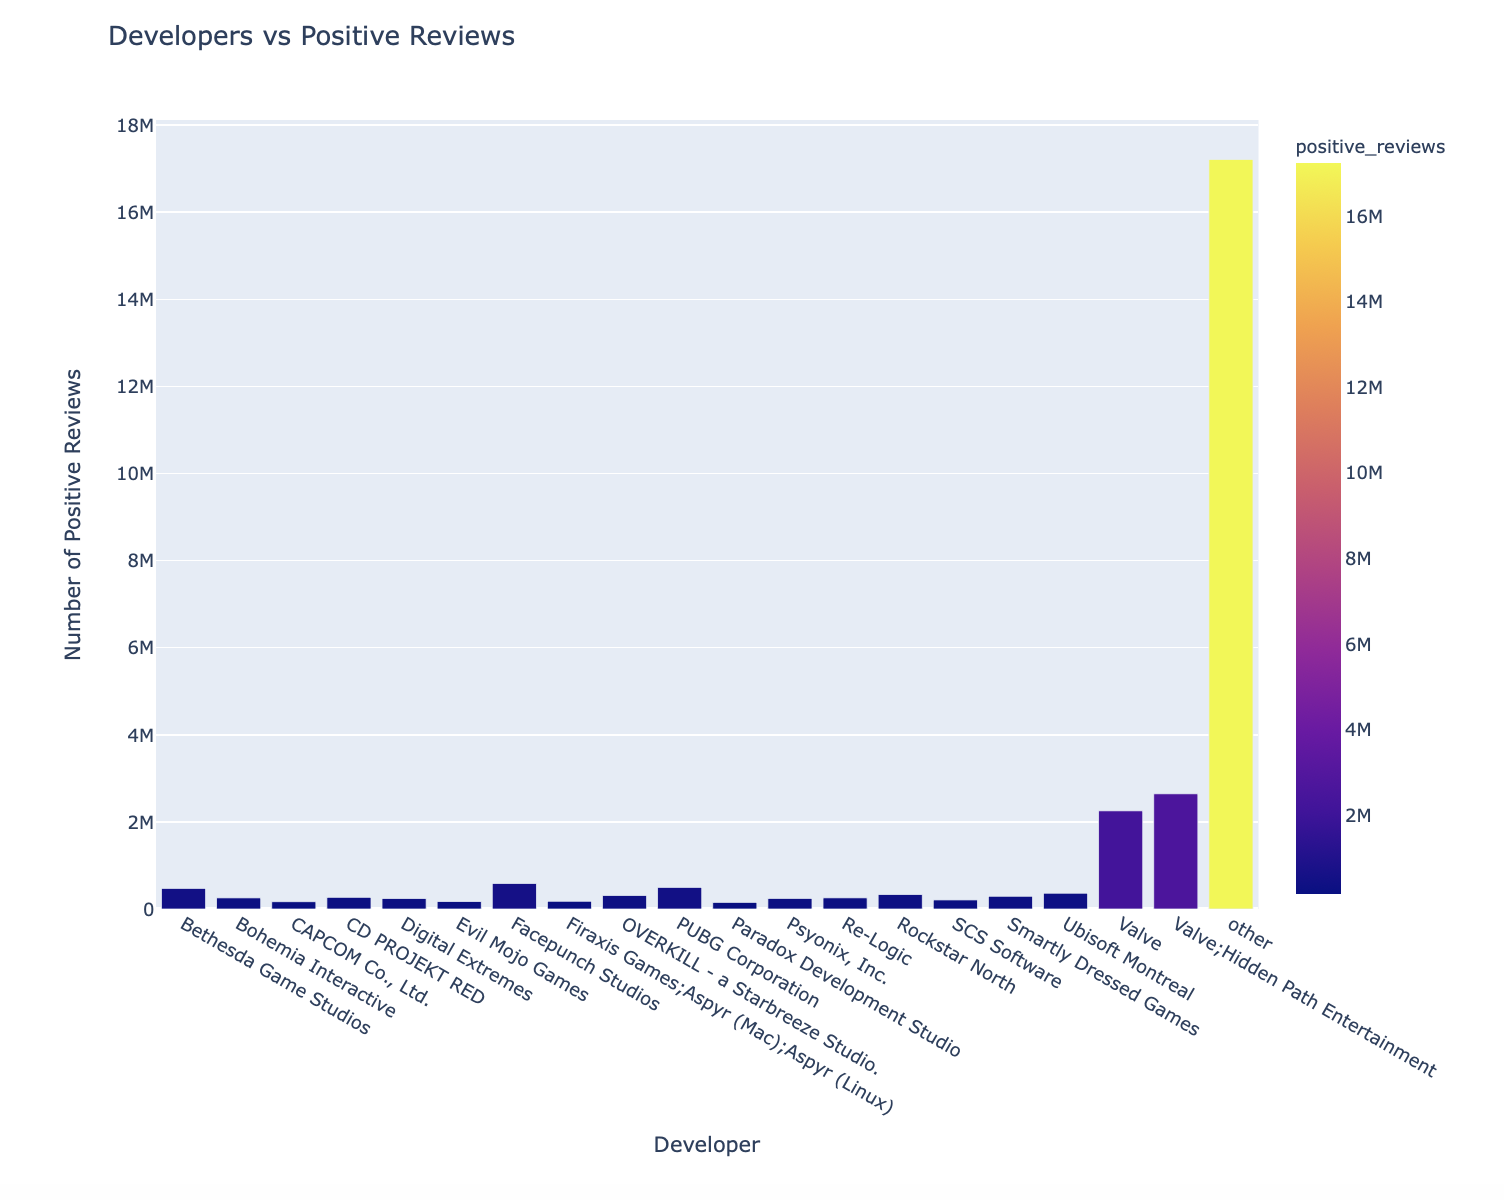 Developers vs Positive Reviews
positive_reviews
Number of Positive Reviews
18M
16M
14M
12M
10M
8M
6M
4M
2M
0
16M
14M
12M
10M
8M
6M
4M
2M
Bethesda Game Studios
Bohemia Interactive
CAPCOM Co., Ltd.
CD PROJEKT RED
Digital Extremes
Evil Mojo Games
Facepunch Studios
Firaxis Games;Aspyr (Mac);Aspyr (Linux)
OVERKILL - a Starbreeze Studio.
PUBG Corporation
Paradox Development Studio
Psyonix, Inc.
Re-Logic
Rockstar North
SCS Software
Smartly Dressed Games
Ubisoft Montreal
Valve
Valve;Hidden Path Entertainment
other
Developer